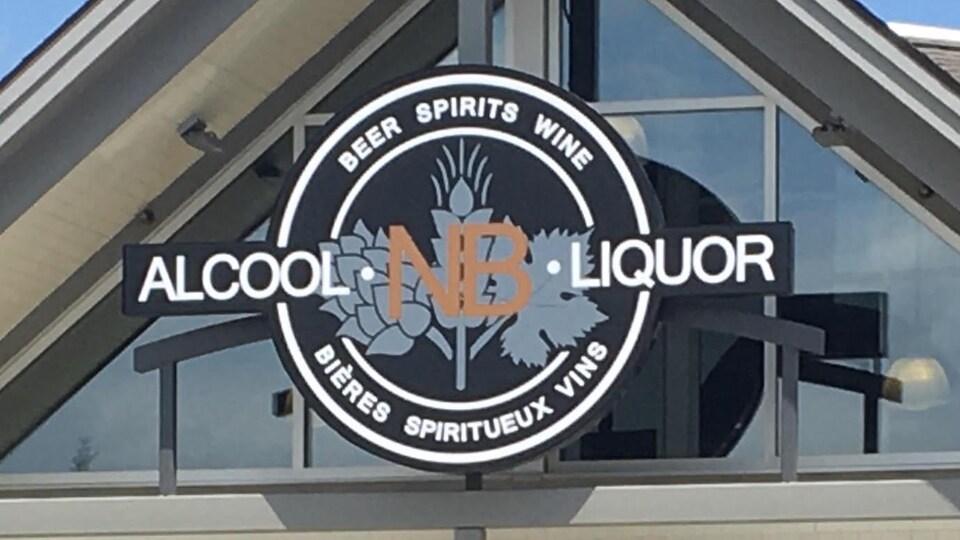 BEER SPIRITS WINE
ALCOOL • NB • LIQUOR
BIÈRES SPIRITUEUX VINS